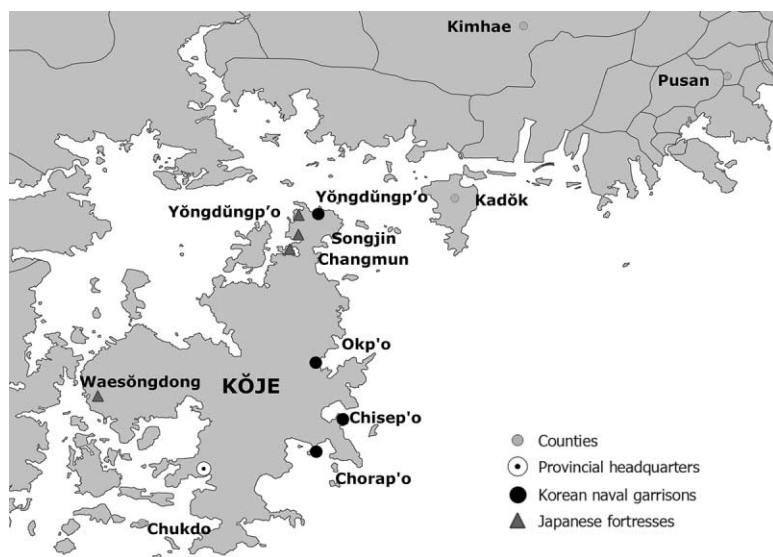 Kimhae
Pusan
Yŏngdŭngp'o
Yŏngdŭngp'o
Kadŏk
Songjin
Changmun
Okp'o
Waesŏngdong
KŎJE
Chisep'o
Chorap'o
Chukdo
Counties
Provincial headquarters
Korean naval garrisons
Japanese fortresses